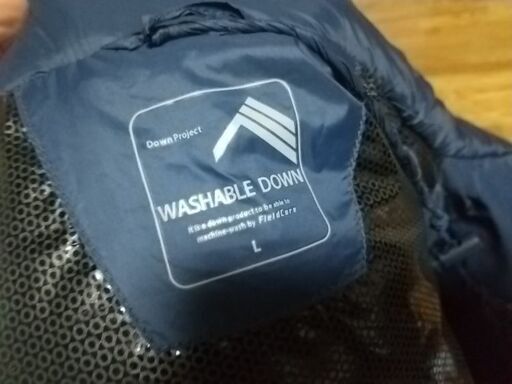 Down Project
WASHABLE DOWN
It is a down product to be able to
machine-wash by FieldCore
L